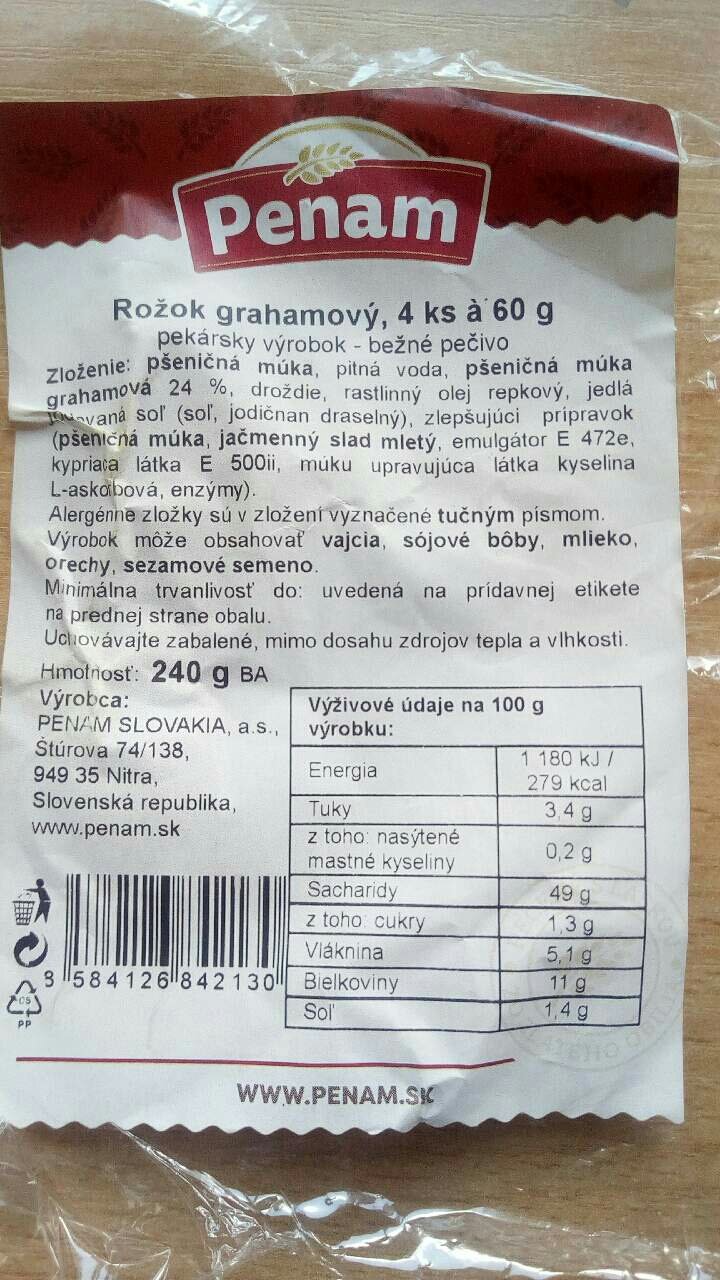 Penam
Rožok grahamový, 4 ks à 60 g
pekársky výrobok - bežné pečivo
Zloženie: pšeničná múka, pitná voda, pšeničná múka
grahamová 24 %, droždie, rastlinný olej repkový, jedlá
soľ (soľ, jodičnan draselný), zlepšujúci prípravok
(pšeničná múka, jačmenný slad mletý, emulgátor E 472e,
kypriaca látka E 500ii, múku upravujúca látka kyselina
L-askorbová, enzýmy).
Alergénne zložky sú v zložení vyznačené tučným písmom.
Výrobok môže obsahovať vajcia, sójové bôby, mlieko,
orechy, sezamové semeno.
Minimálna trvanlivosť do: uvedená na prídavnej etikete
na prednej strane obalu.
Uchovávajte zabalené, mimo dosahu zdrojov tepla a vlhkosti.
Hmotnosť: 240 g BA
Výrobca:
PENAM SLOVAKIA, a.s.,
Štúrova 74/138,
949 35 Nitra,
Slovenská republika,
www.penam.sk
Výživové údaje na 100 g
výrobku:
Energia 1 180 kJ /
279 kcal
Tuky 3,4 g
z toho: nasýtené
mastné kyseliny 0,2 g
Sacharidy 49 g
z toho: cukry 1,3 g
Vláknina 5,1 g
Bielkoviny 11 g
Soľ 1,4 g
8 584126 842130
05
PP
WWW.PENAM.SK